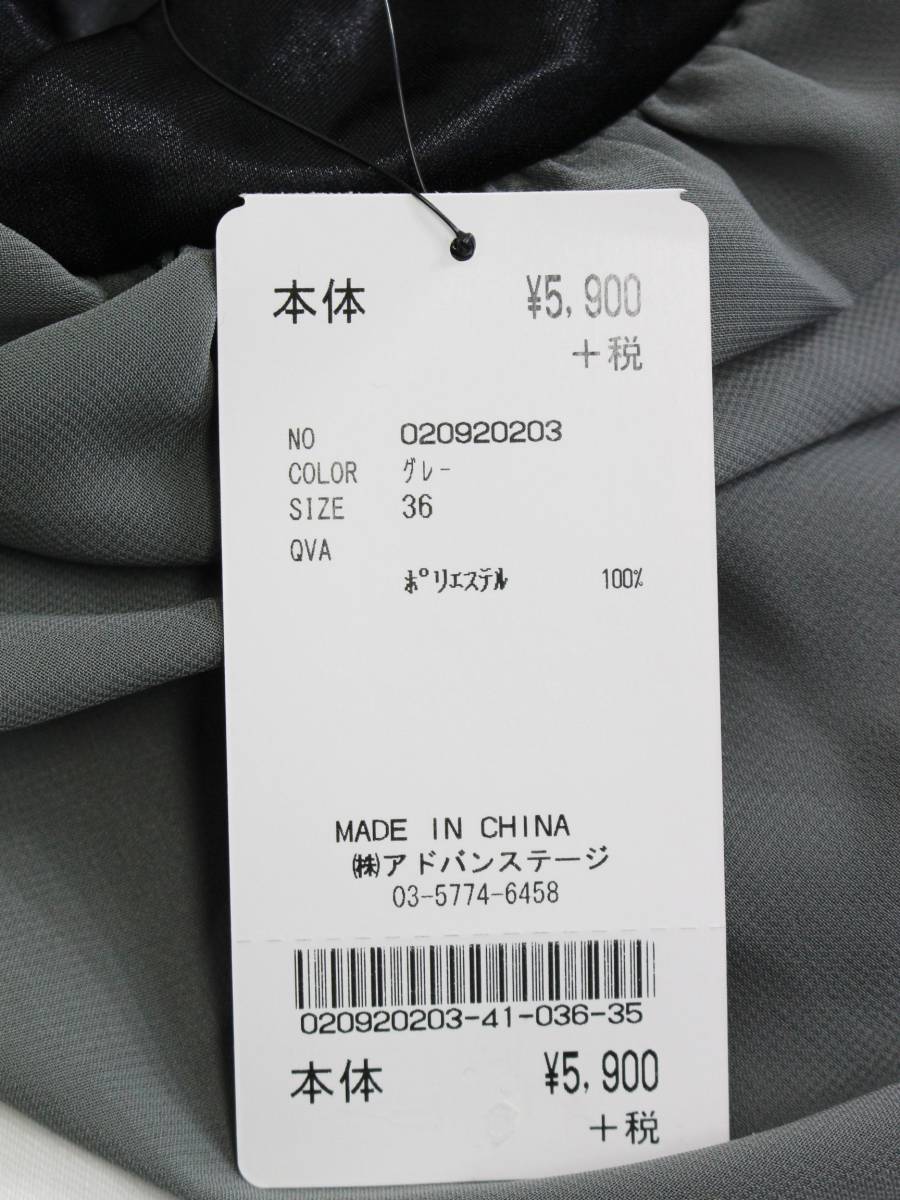 本体 ¥5,900
+税
NO 020920203
COLOR グレー
SIZE 36
QVA
ポリエステル 100%
MADE IN CHINA
㈱アドバンステージ
03-5774-6458
020920203-41-036-35
本体 ¥5,900
+税